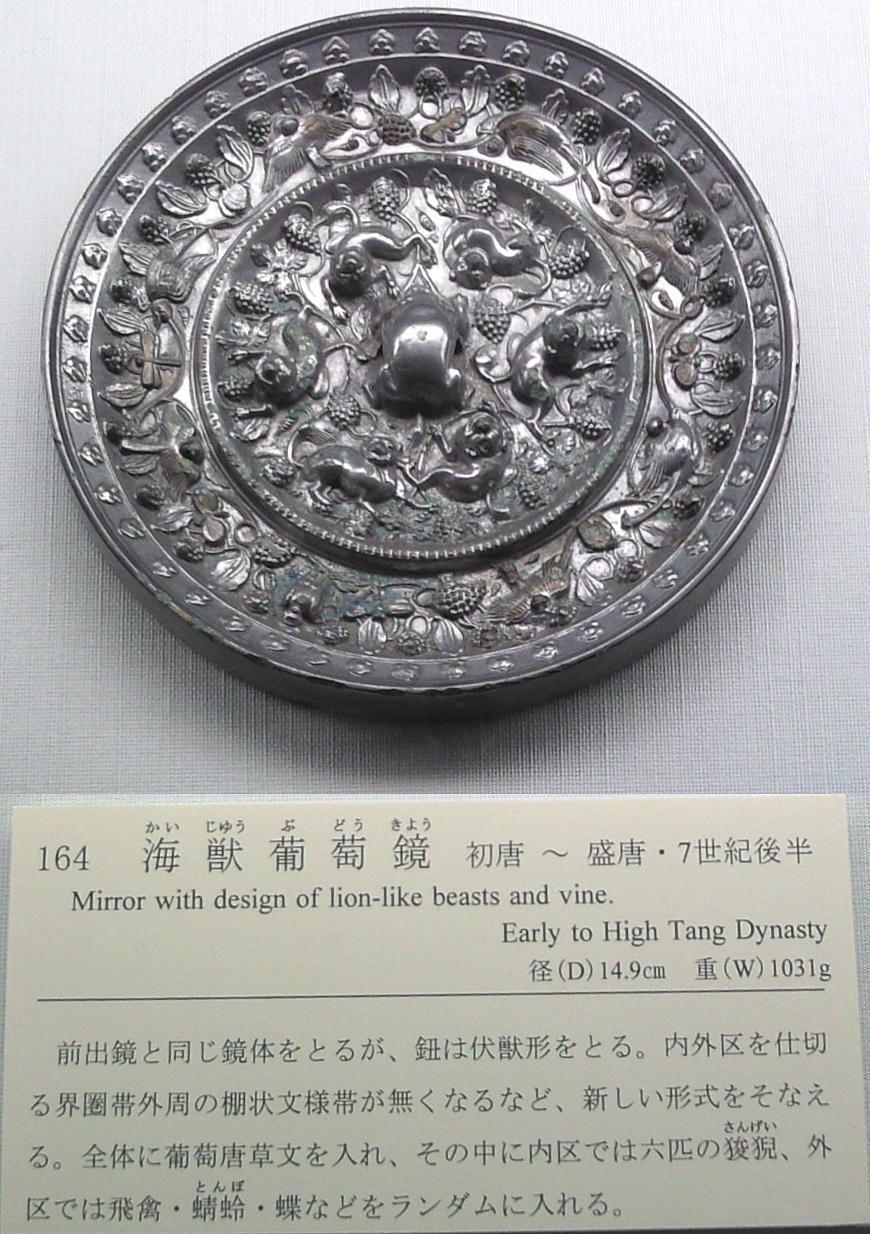 かい じゅう ぶ どう きよう
164 海獣葡萄鏡 初唐 ～ 盛唐・7世紀後半
Mirror with design of lion-like beasts and vine.
Early to High Tang Dynasty
径(D)14.9㎝ 重(W)1031g
前出鏡と同じ鏡体をとるが、鈕は伏獣形をとる。内外区を仕切
る界圏帯外周の棚状文様帯が無くなるなど、新しい形式をそなえ
さんげい
る。全体に葡萄唐草文を入れ、その中に内区では六匹の狻猊、外
とんぼ
区では飛禽・蜻蛉・蝶などをランダムに入れる。